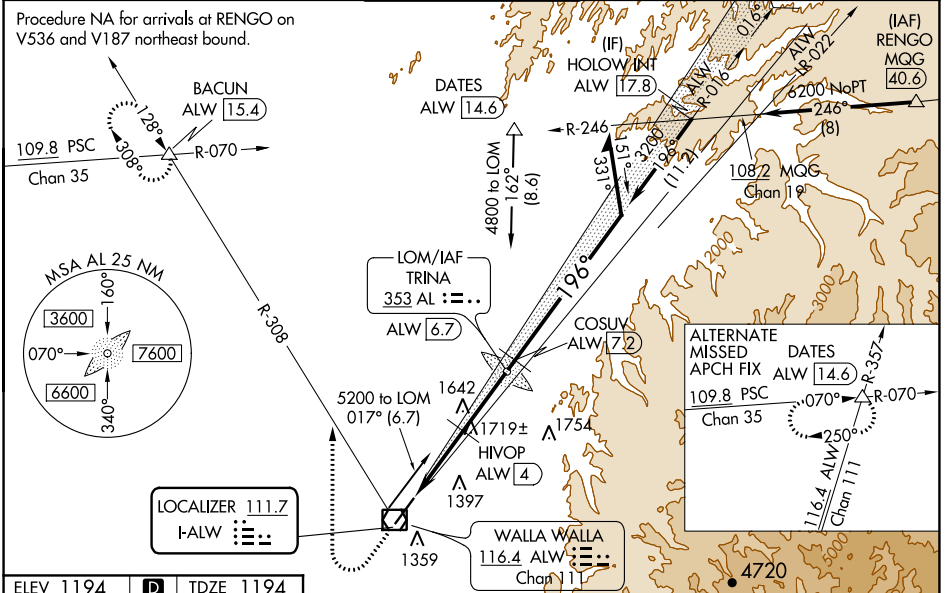 Procedure NA for arrivals at RENGO on
V536 and V187 northeast bound.
BACUN
ALW 15.4
128°
308°
109.8 PSC
Chan 35
R-070
DATES
ALW 14.6
4800 to LOM
162°
(8.6)
(IF)
HOLOW INT
ALW 17.8
ALW
R-016
016°
ALW
LR-022
(IAF)
RENGO
MQG
40.6
6200 NoPT
246°
(8)
R-246
3200
196°
(11.2)
151°
331°
108.2 MQG
Chan 19
2000
3000
196°
MSA AL 25 NM
160°
3600
070°
7600
6600
340°
R-308
LOM/IAF
TRINA
353 AL
ALW 6.7
COSUV
ALW 7.2
5200 to LOM
017° (6.7)
1642
1719±
1754
HIVOP
ALW 4
1397
1359
LOCALIZER 111.7
I-ALW
WALLA WALLA
116.4 ALW
Chan 111
ALTERNATE
MISSED
APCH FIX
DATES
ALW 14.6
R-357
109.8 PSC
Chan 35
070°
R-070
250°
116.4 ALW
Chan 111
4720
ELEV 1194 D TDZE 1194